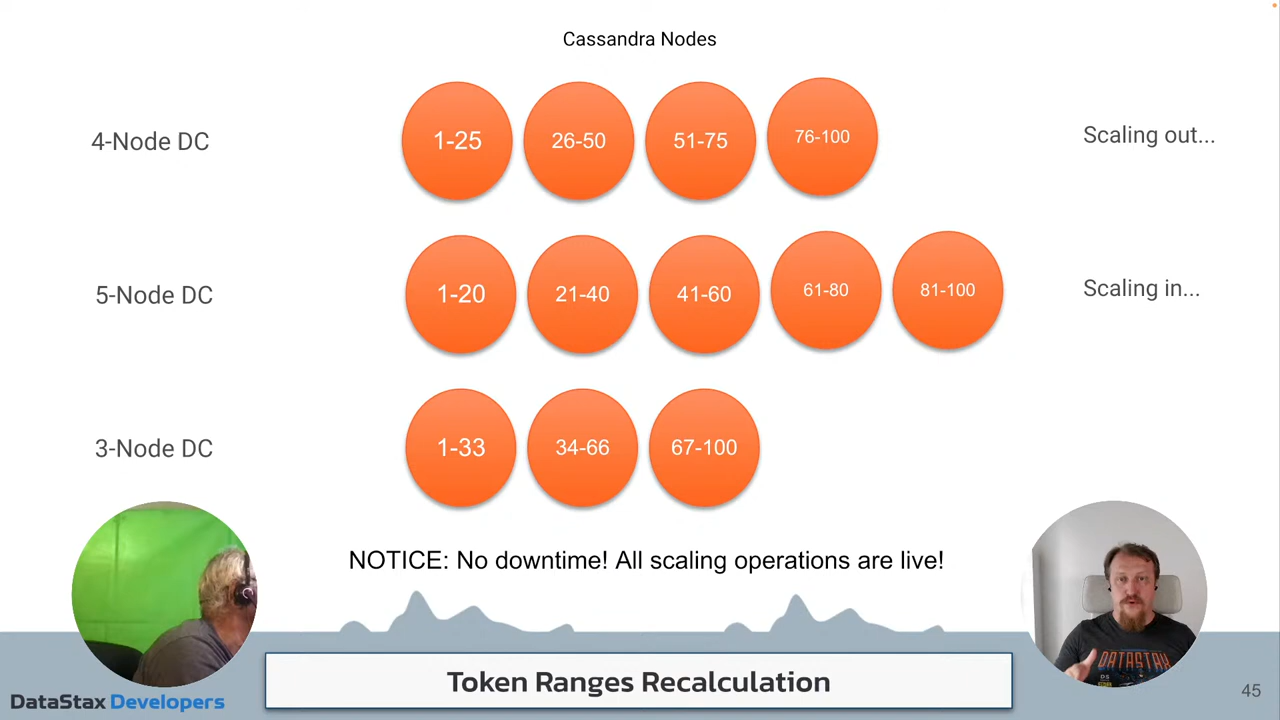 Cassandra Nodes
4-Node DC
1-25
26-50
51-75
76-100
Scaling out...
5-Node DC
1-20
21-40
41-60
61-80
81-100
Scaling in...
3-Node DC
1-33
34-66
67-100
NOTICE: No downtime! All scaling operations are live!
DATASTAX
Token Ranges Recalculation
DataStax Developers
45